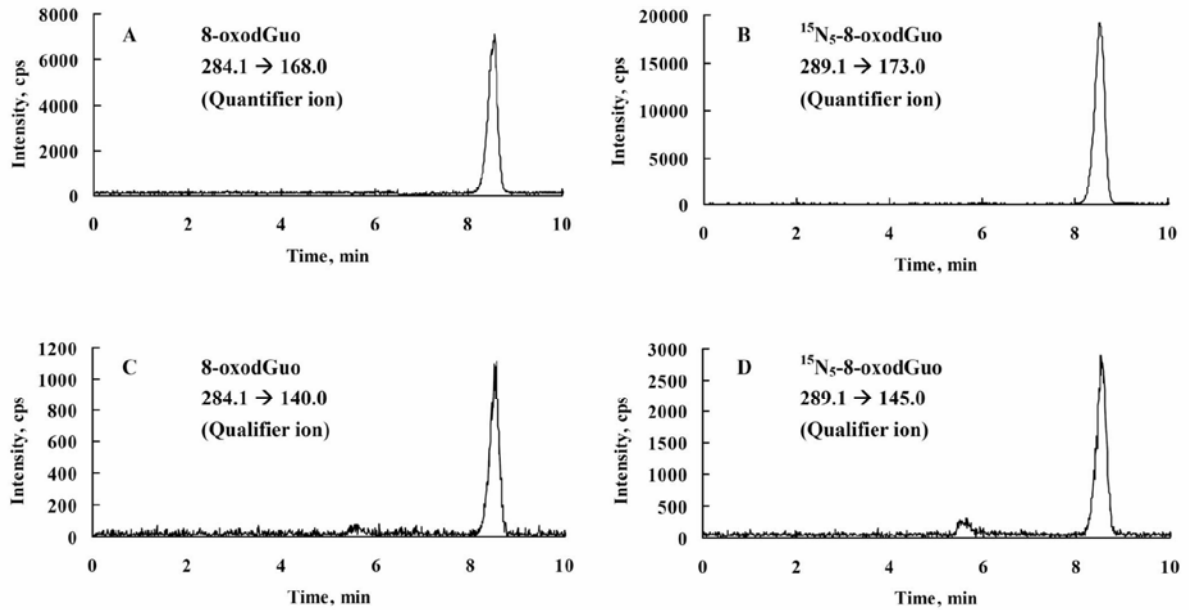 A
8-oxodGuo
284.1 → 168.0
(Quantifier ion)
Intensity, cps
8000
6000
4000
2000
0
0 2 4 6 8 10
Time, min
B
¹⁵N₅-8-oxodGuo
289.1 → 173.0
(Quantifier ion)
Intensity, cps
20000
15000
10000
5000
0
0 2 4 6 8 10
Time, min
C
8-oxodGuo
284.1 → 140.0
(Qualifier ion)
Intensity, cps
1200
1000
800
600
400
200
0
0 2 4 6 8 10
Time, min
D
¹⁵N₅-8-oxodGuo
289.1 → 145.0
(Qualifier ion)
Intensity, cps
3000
2500
2000
1500
1000
500
0
0 2 4 6 8 10
Time, min